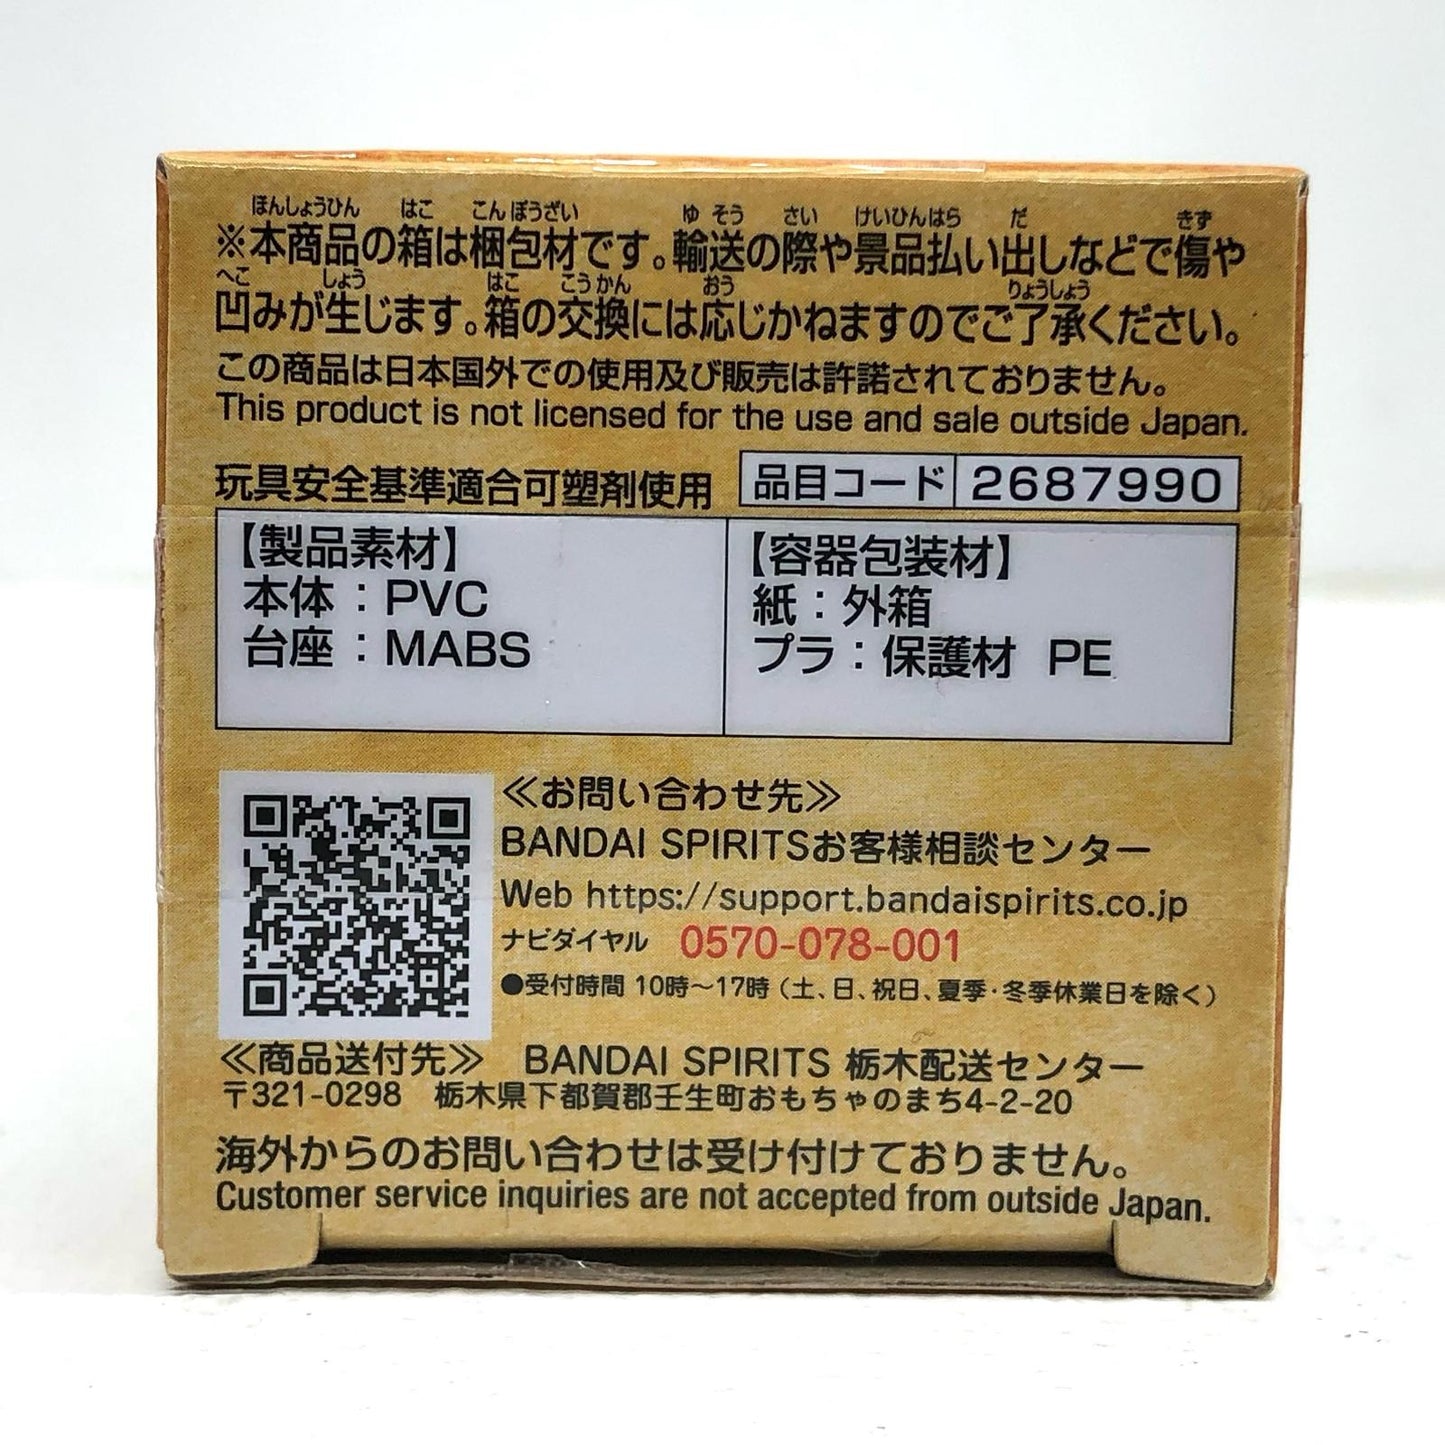 ほんしょうひん はこ こんぽうざい ゆそう さい けいひんはら だ きず
※本商品の箱は梱包材です。輸送の際や景品払い出しなどで傷や
へこ しょう はこ こうかん おう りょうしょう
凹みが生じます。箱の交換には応じかねますのでご了承ください。
この商品は日本国外での使用及び販売は許諾されておりません。
This product is not licensed for the use and sale outside Japan.
玩具安全基準適合可塑剤使用 品目コード 2687990
【製品素材】
本体：PVC
台座：MABS
【容器包装材】
紙：外箱
プラ：保護材 PE
≪お問い合わせ先≫
BANDAI SPIRITSお客様相談センター
Web https://support.bandaispirits.co.jp
ナビダイヤル 0570-078-001
●受付時間 10時～17時（土、日、祝日、夏季・冬季休業日を除く）
≪商品送付先≫ BANDAI SPIRITS 栃木配送センター
〒321-0298 栃木県下都賀郡壬生町おもちゃのまち4-2-20
海外からのお問い合わせは受け付けておりません。
Customer service inquiries are not accepted from outside Japan.